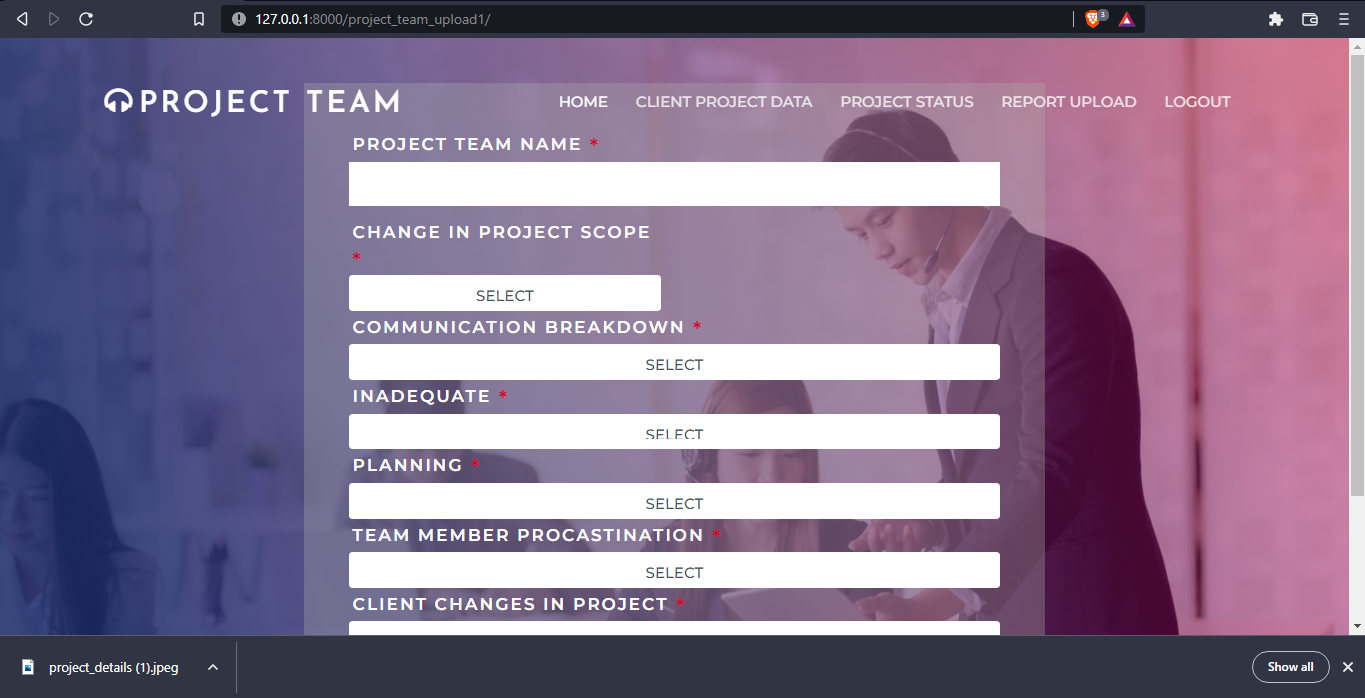 127.0.0.1:8000/project_team_upload1/
3
PROJECT TEAM
HOME CLIENT PROJECT DATA PROJECT STATUS REPORT UPLOAD LOGOUT
PROJECT TEAM NAME *
CHANGE IN PROJECT SCOPE
*
SELECT
COMMUNICATION BREAKDOWN *
SELECT
INADEQUATE *
SELECT
PLANNING *
SELECT
TEAM MEMBER PROCASTINATION *
SELECT
CLIENT CHANGES IN PROJECT *
project_details (1).jpeg
Show all